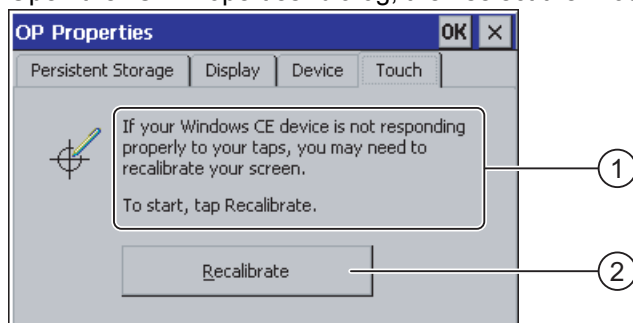 OP Properties OK ×
Persistent Storage Display Device Touch
If your Windows CE device is not responding
properly to your taps, you may need to
recalibrate your screen.
To start, tap Recalibrate.
1
Recalibrate
2